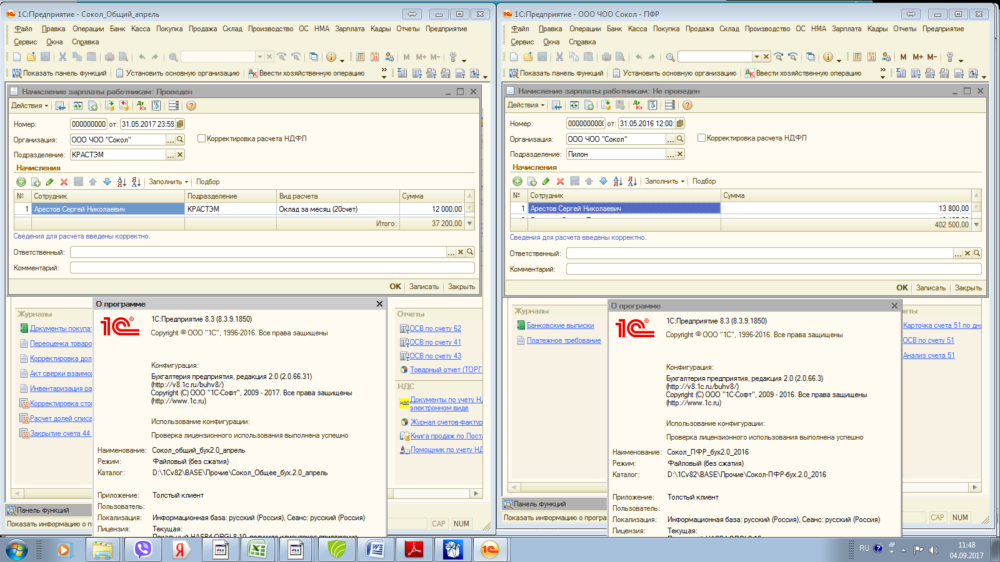 1С:Предприятие - Сокол_Общий_апрель
Файл Правка Операции Банк Касса Покупка Продажа Склад Производство ОС НМА Зарплата Кадры Отчеты Предприятие
Сервис Окна Справка
M M+ M-
Показать панель функций Установить основную организацию Ввести хозяйственную операцию
Начисление зарплаты работникам: Проведен
Действия
Номер: 000000000 от: 31.05.2017 23:59
Организация: ООО ЧОО "Сокол" Корректировка расчета НДФЛ
Подразделение: КРАСТЭМ
Начисления
Заполнить Подбор
№ Сотрудник Подразделение Вид расчета Сумма
1 Арестов Сергей Николаевич КРАСТЭМ Оклад за месяц (20счет) 12 000,00
Итого: 37 200,00
Сведения для расчета введены корректно.
Ответственный:
Комментарий:
OK Записать Закрыть
Журналы
Документы покупат
Переоценка товаро
Корректировка дол
Акт сверки взаимор
Инвентаризация ра
Корректировка стои
Расчет долей списа
Закрытие счета 44
О программе
1С:Предприятие 8.3 (8.3.9.1850)
Copyright © ООО "1С", 1996-2016. Все права защищены
Конфигурация:
Бухгалтерия предприятия, редакция 2.0 (2.0.66.31)
(http://v8.1c.ru/buhv8/)
Copyright (С) ООО "1С-Софт", 2009 - 2017. Все права защищены
(http://www.1c.ru)
Использование конфигурации:
Проверка лицензионного использования выполнена успешно
Наименование: Сокол_общий_бух2.0_апрель
Режим: Файловый (без сжатия)
Каталог: D:\1Cv82\BASE\Прочие\Сокол_Общее_бух.2.0_апрель
Приложение: Толстый клиент
Пользователь:
Локализация: Информационная база: русский (Россия), Сеанс: русский (Россия)
Лицензия: Текущая:
Отчеты
ОСВ по счету 62
ОСВ по счету 41
ОСВ по счету 43
Товарный отчет (ТОРГ
НДС
Документы по учету НД
электронном виде
Журнал счетов-фактур
Книга продаж по Поста
Помощник по учету НД
Панель функций
Показать информацию о пр
CAP NUM
1С:Предприятие - ООО ЧОО Сокол - ПФР
Файл Правка Операции Банк Касса Покупка Продажа Склад Производство ОС НМА Зарплата Кадры Отчеты Предприятие
Сервис Окна Справка
M M+ M-
Показать панель функций Установить основную организацию Ввести хозяйственную операцию
Начисление зарплаты работникам: Не проведен
Действия
Номер: 0000000000 от: 31.05.2016 12:00:
Организация: ООО ЧОО "Сокол" Корректировка расчета НДФЛ
Подразделение: Пилон
Начисления
Заполнить Подбор
№ Сотрудник Сумма
1 Арестов Сергей Николаевич 13 800,00
402 500,00
Сведения для расчета введены корректно.
Ответственный:
Комментарий:
OK Записать Закрыть
Журналы
Банковские выписки
Платежное требование
О программе
1С:Предприятие 8.3 (8.3.9.1850)
Copyright © ООО "1С", 1996-2016. Все права защищены
Конфигурация:
Бухгалтерия предприятия, редакция 2.0 (2.0.66.3)
(http://v8.1c.ru/buhv8/)
Copyright (С) ООО "1С-Софт", 2009 - 2016. Все права защищены
(http://www.1c.ru)
Использование конфигурации:
Проверка лицензионного использования выполнена успешно
Наименование: Сокол_ПФР_бух2.0_2016
Режим: Файловый (без сжатия)
Каталог: D:\1Cv82\BASE\Прочие\Сокол-ПФР-бух.2.0_2016
Приложение: Толстый клиент
Пользователь:
Локализация: Информационная база: русский (Россия), Сеанс: русский (Россия)
Лицензия: Текущая:
еты
Карточка счета 51 по дня
ОСВ по счету 51
Анализ счета 51
Панель функций
Показать информацию о програ
CAP NUM
RU
11:48
04.09.2017